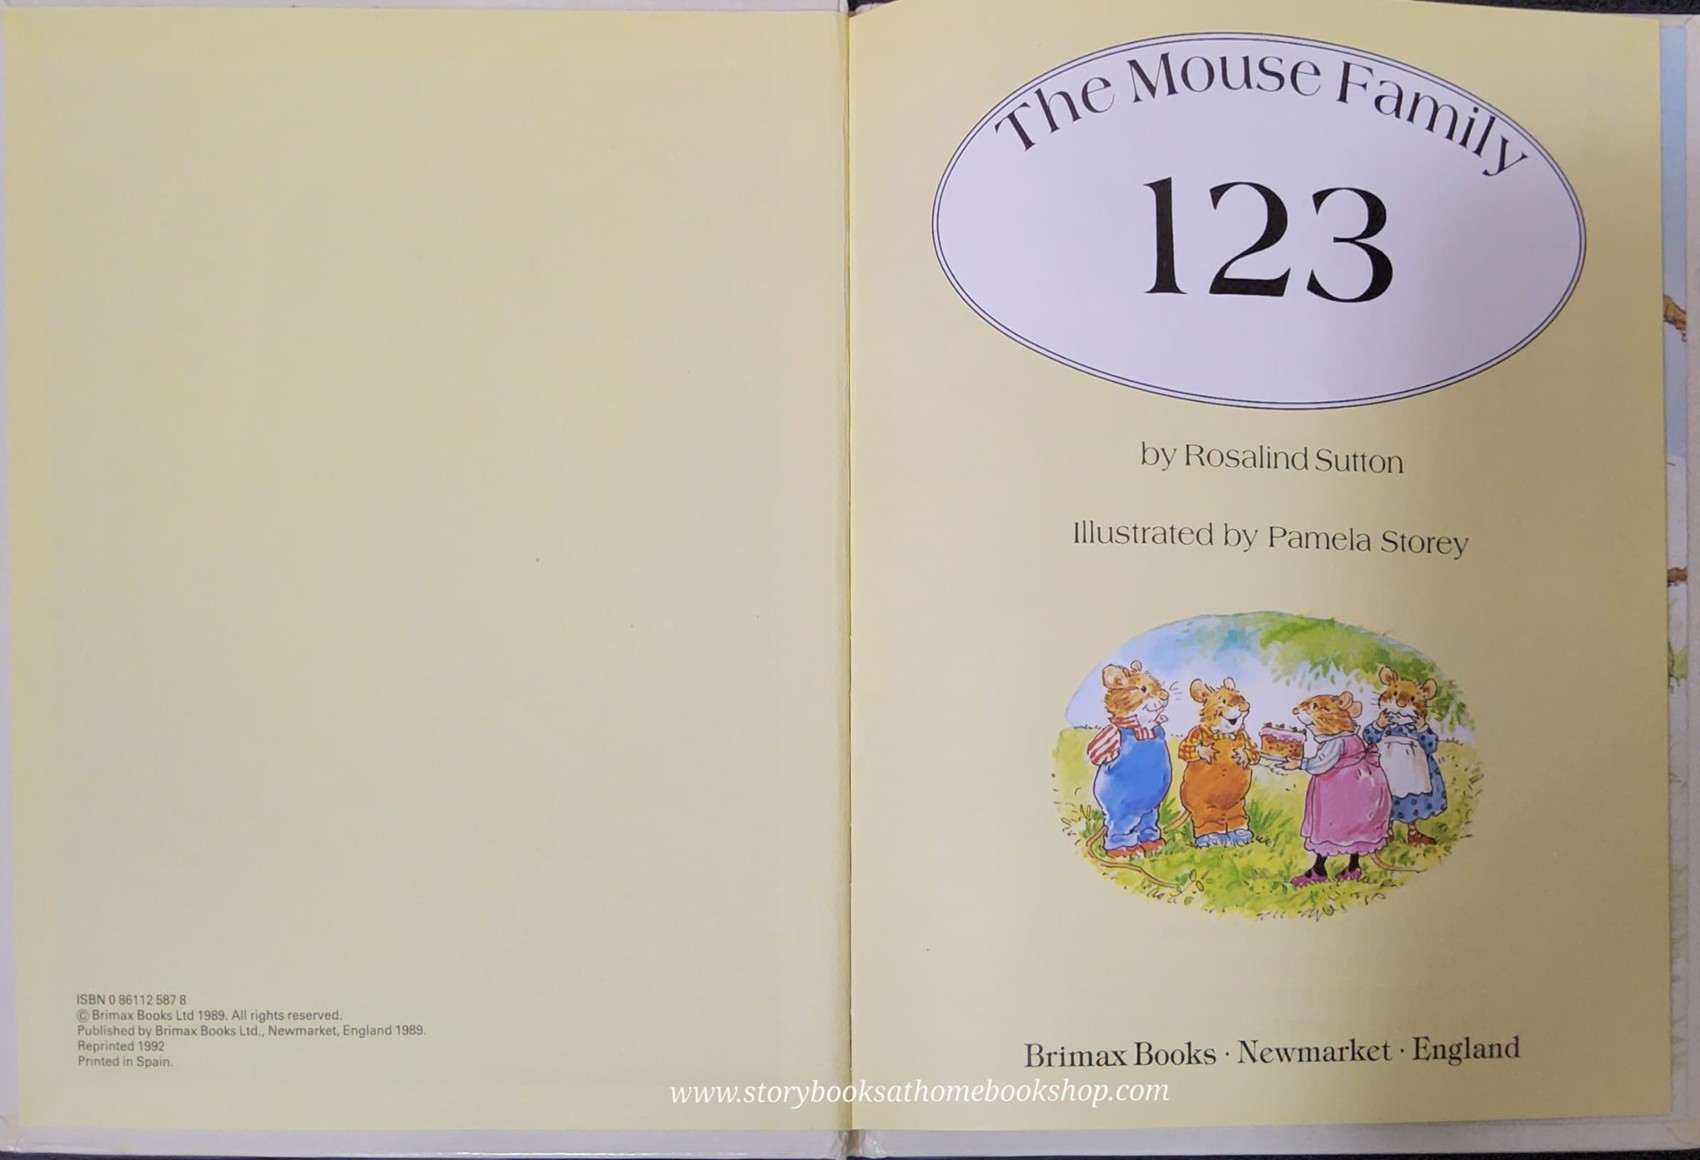 ISBN 0 86112 587 8
© Brimax Books Ltd 1989. All rights reserved.
Published by Brimax Books Ltd., Newmarket, England 1989.
Reprinted 1992
Printed in Spain.
The Mouse Family
123
by Rosalind Sutton
Illustrated by Pamela Storey
Brimax Books · Newmarket · England
www.storybooksathomebookshop.com